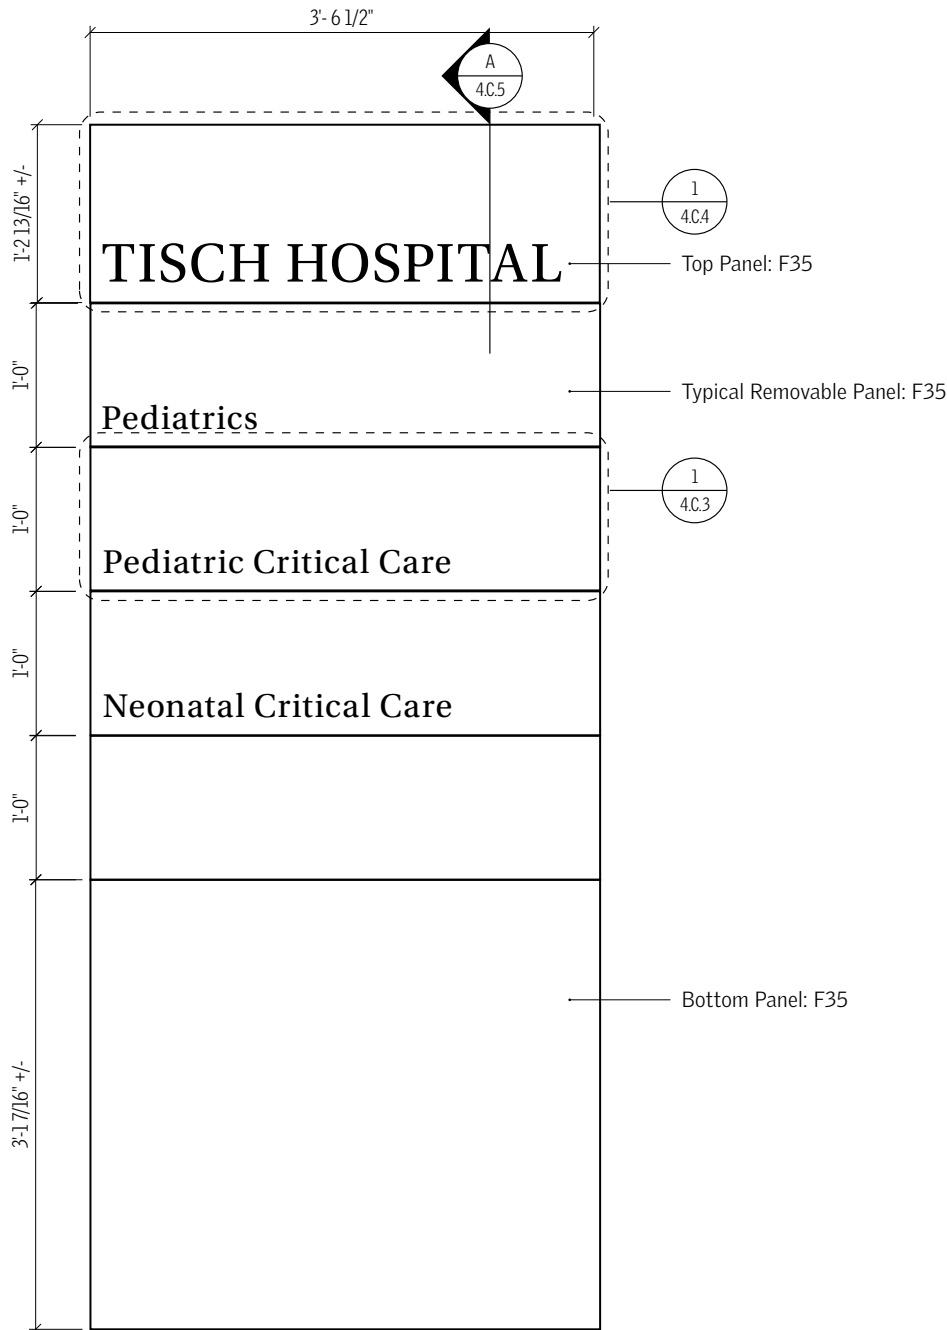 3'- 6 1/2"
A
4.C.5
1'-2 13/16" +/-
1
4.C.4
TISCH HOSPITAL
Top Panel: F35
1'-0"
Typical Removable Panel: F35
Pediatrics
1'-0"
1
4.C.3
Pediatric Critical Care
1'-0"
Neonatal Critical Care
1'-0"
Bottom Panel: F35
3'-1 7/16" +/-